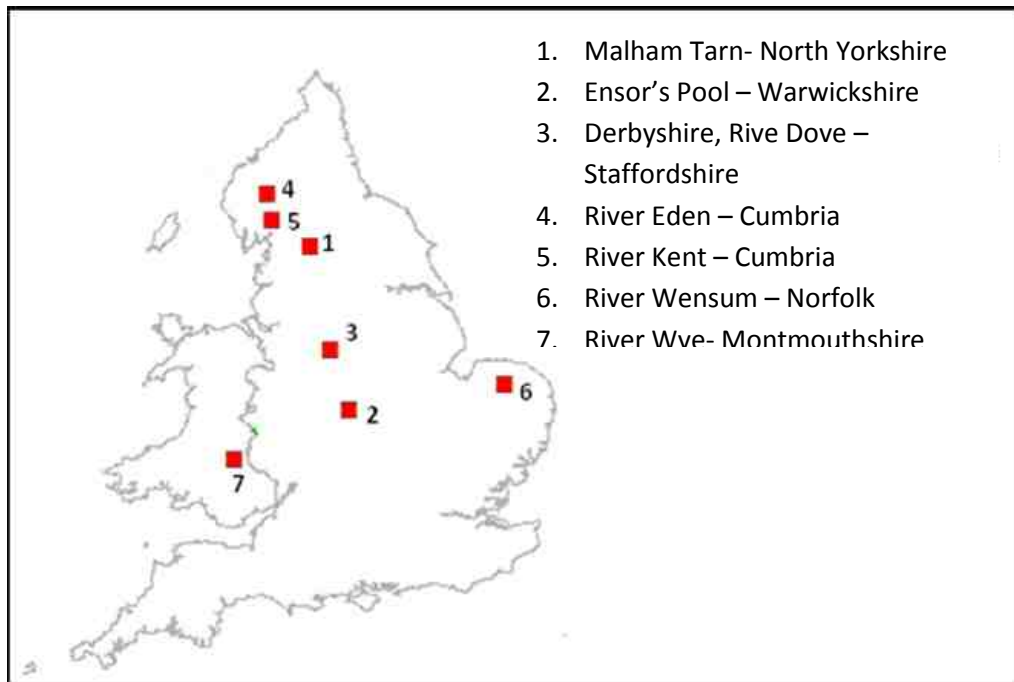 1. Malham Tarn- North Yorkshire
2. Ensor's Pool – Warwickshire
3. Derbyshire, Rive Dove –
Staffordshire
4. River Eden – Cumbria
5. River Kent – Cumbria
6. River Wensum – Norfolk
7. River Wye- Montmouthshire
4
5
1
3
6
2
7